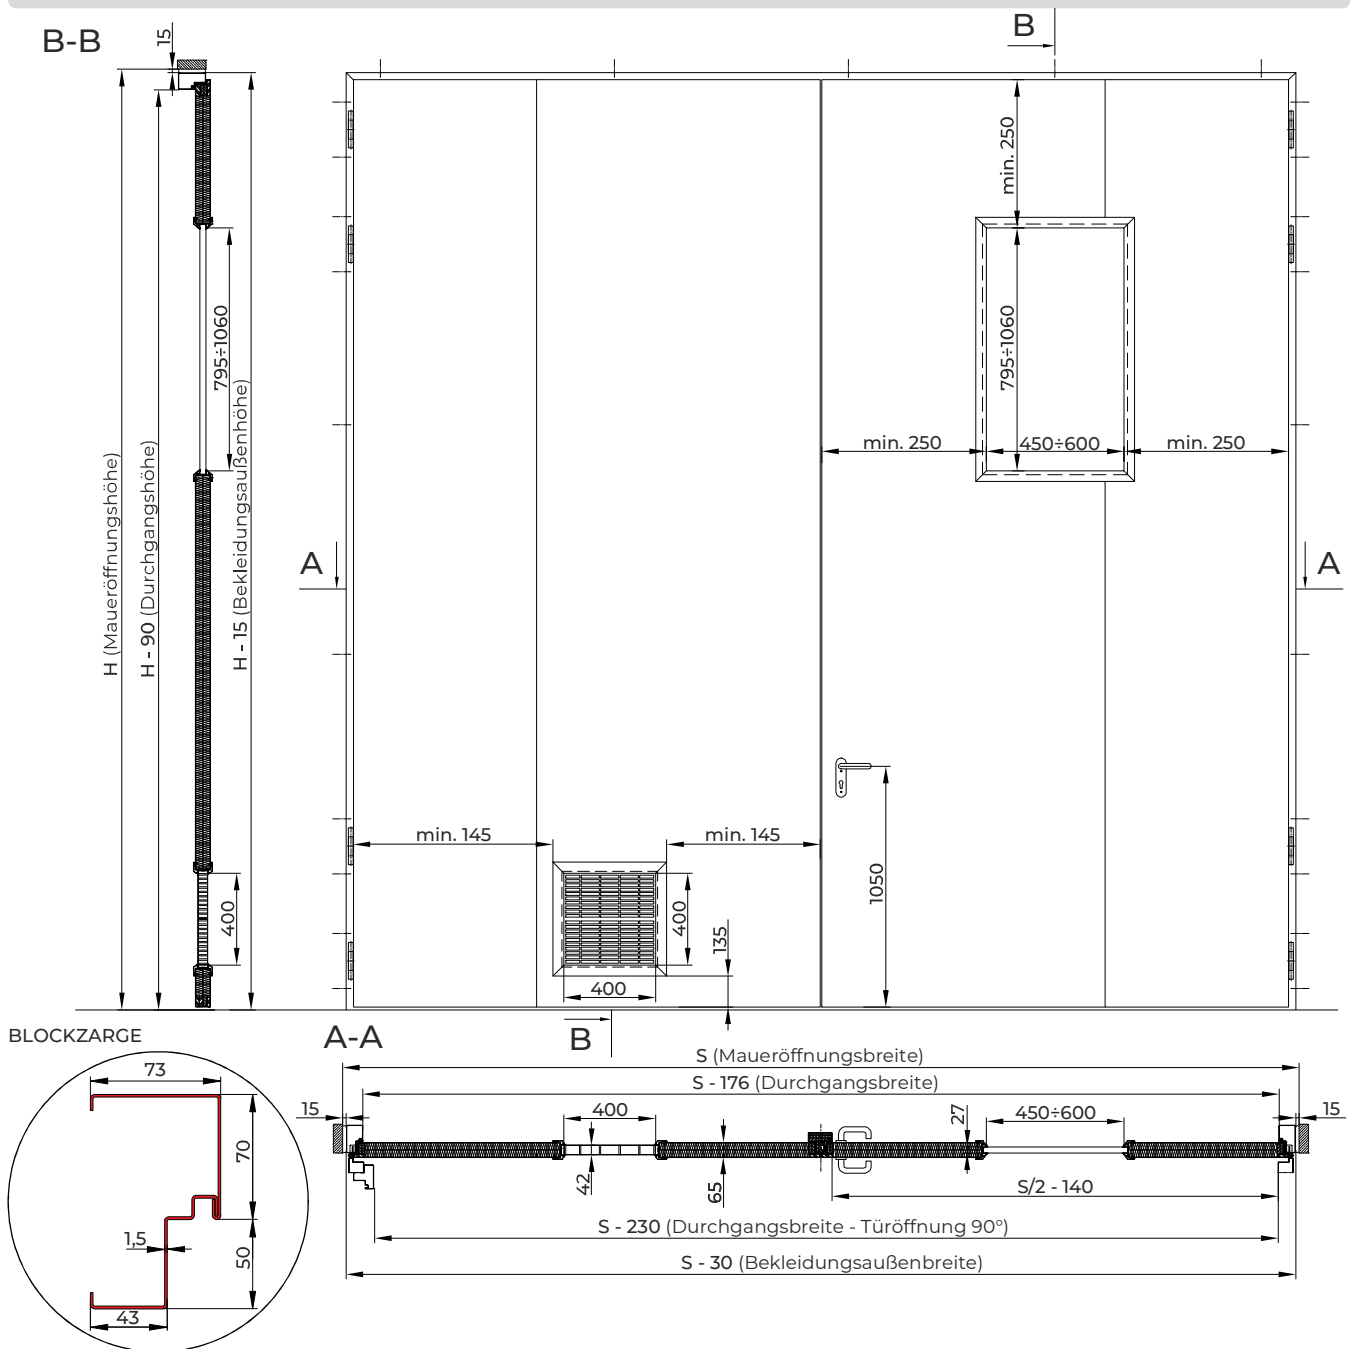 B-B
15
B
min. 250
795÷1060
795÷1060
min. 250
450÷600
min. 250
H (Maueröffnungshöhe)
H - 90 (Durchgangshöhe)
H - 15 (Bekleidungsaußenhöhe)
A
A
min. 145
min. 145
1050
400
400
135
400
BLOCKZARGE
A-A
B
S (Maueröffnungsbreite)
S - 176 (Durchgangsbreite)
73
15
400
27
450÷600
15
70
42
65
S/2 - 140
1,5
50
S - 230 (Durchgangsbreite - Türöffnung 90°)
S - 30 (Bekleidungsaußenbreite)
43